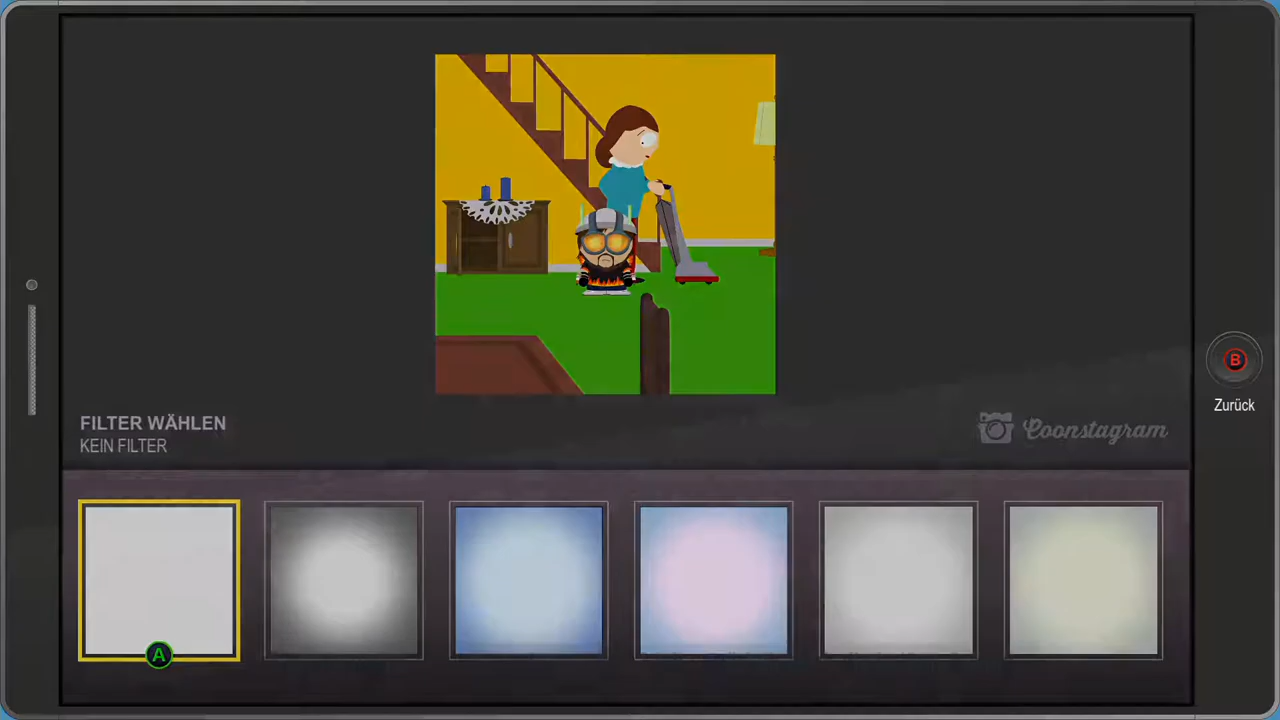 FILTER WÄHLEN
KEIN FILTER
Coonstagram
B
Zurück
A